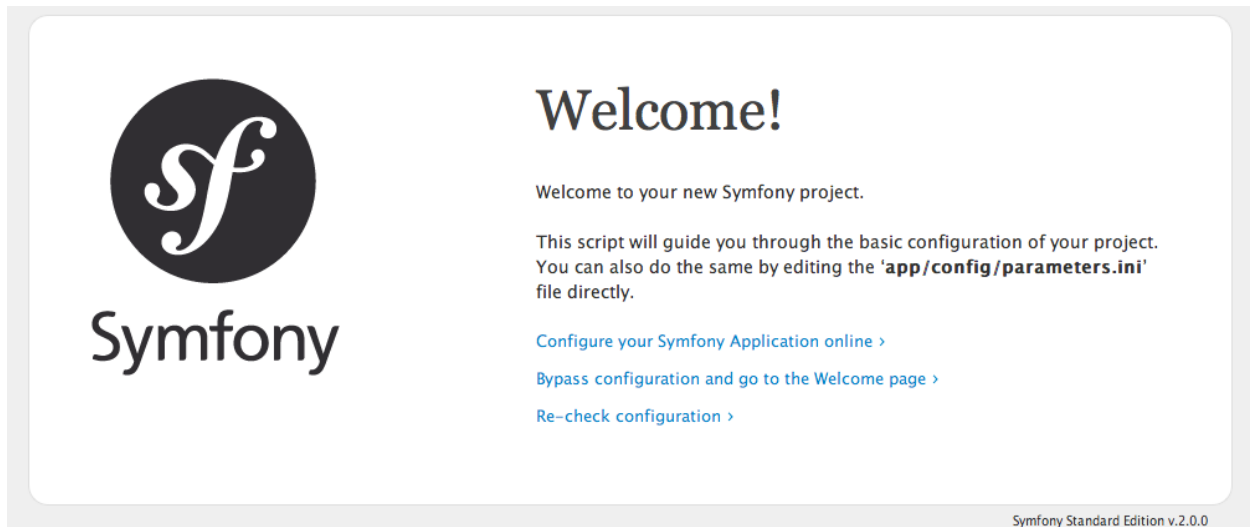 sf
Symfony
Welcome!
Welcome to your new Symfony project.
This script will guide you through the basic configuration of your project.
You can also do the same by editing the ‘app/config/parameters.ini’
file directly.
Configure your Symfony Application online ›
Bypass configuration and go to the Welcome page ›
Re-check configuration ›
Symfony Standard Edition v.2.0.0